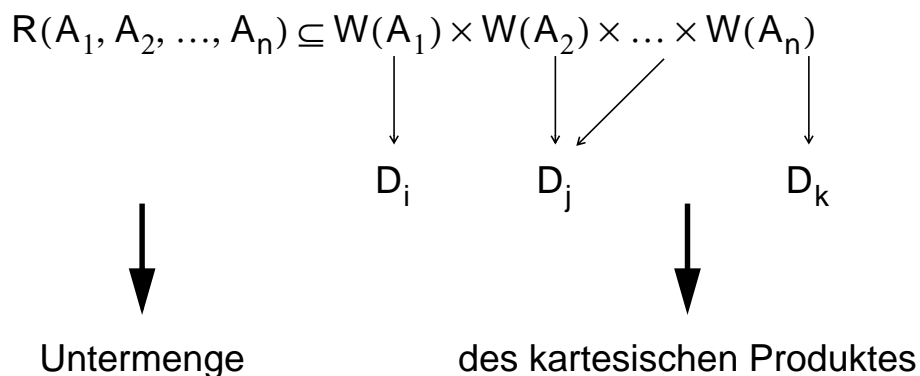 R(A₁, A₂, …, Aₙ) ⊆ W(A₁) × W(A₂) × … × W(Aₙ)
Dᵢ Dⱼ Dₖ
Untermenge des kartesischen Produktes